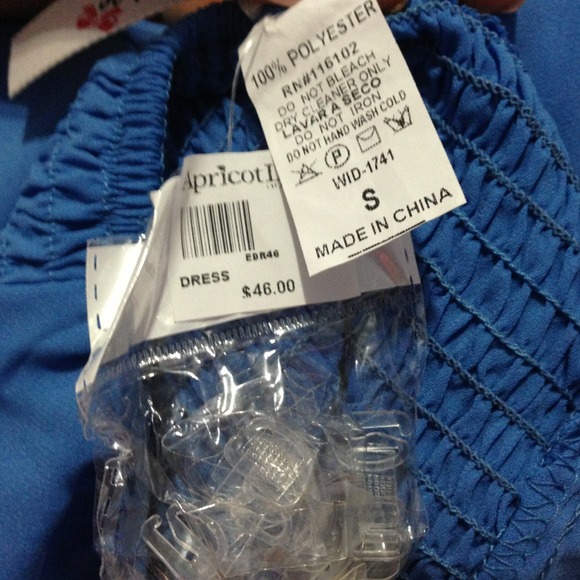 100% POLYESTER
RN#116102
DO NOT BLEACH
DRY CLEANER ONLY
LAVAR A SECO
DO NOT IRON
DO NOT HAND WASH COLD
P
WID-1741
S
MADE IN CHINA
Apricot
EDR46
DRESS
$46.00